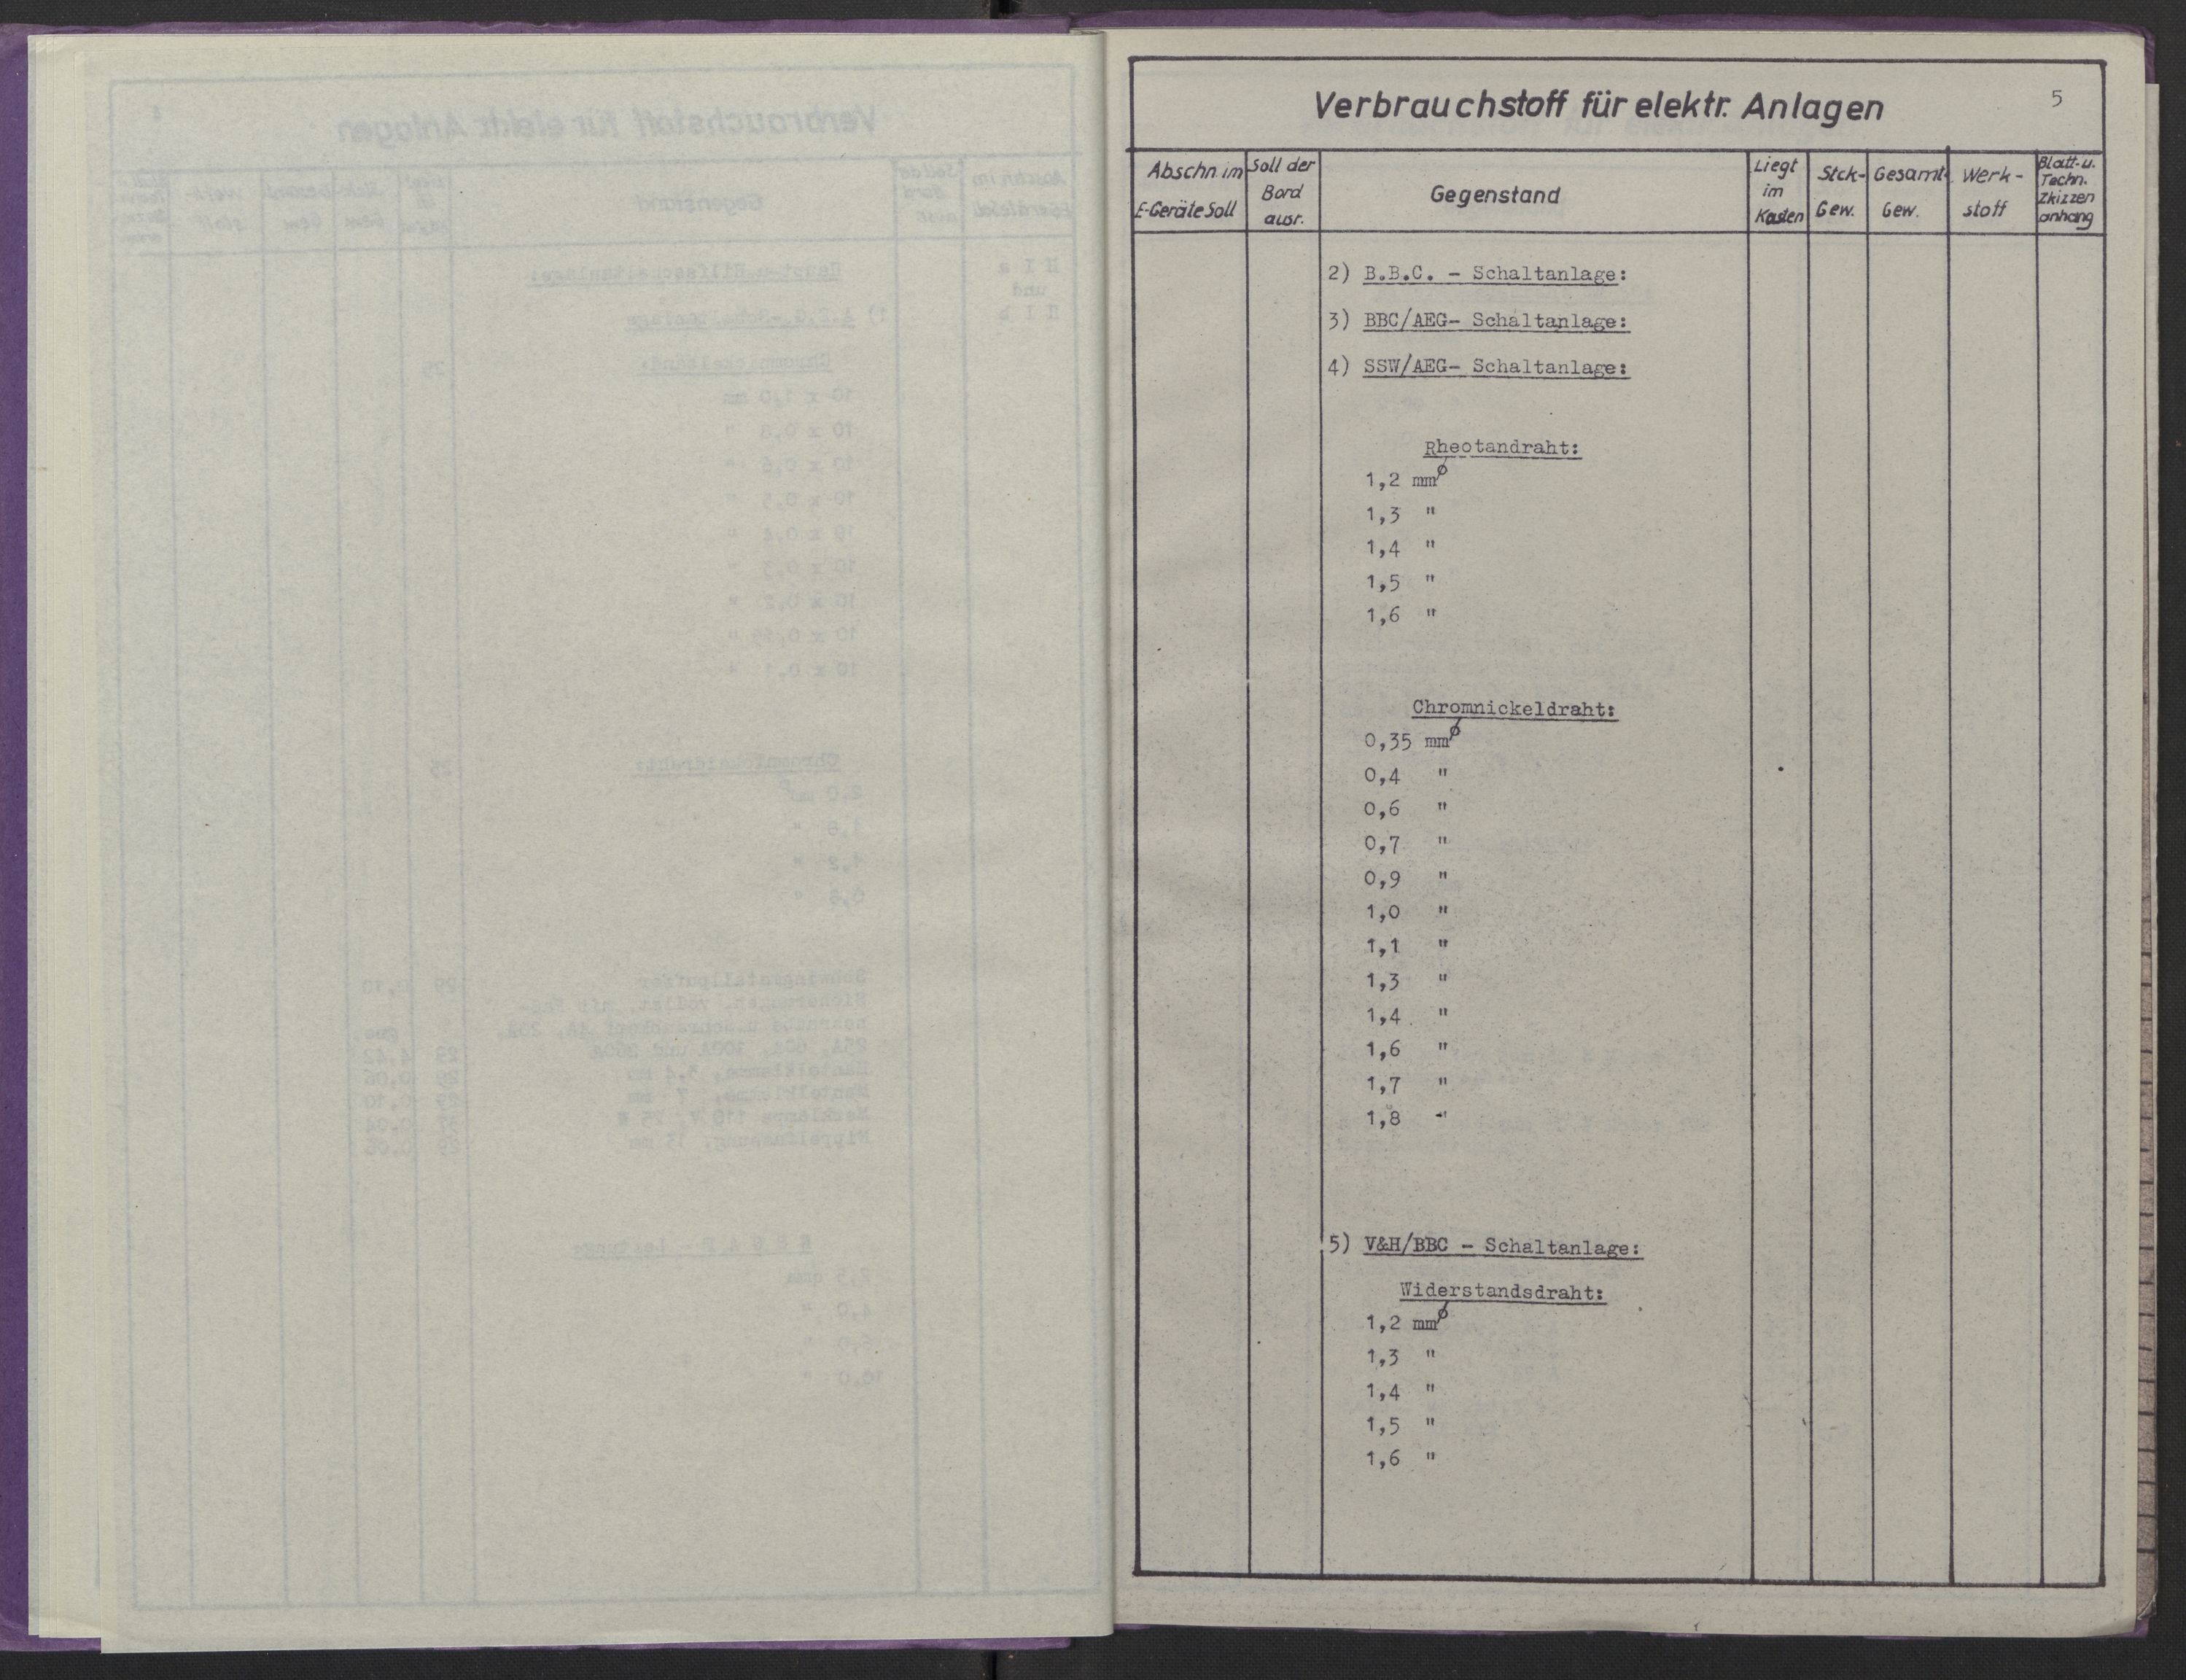 Verbrauchstoff für elektr. Anlagen
5
Abschn. im E-Geräte Soll
Soll der Bord ausr.
Gegenstand
Liegt im Kasten
Stck-Gew.
Gesamt-Gew.
Werk-stoff
Blatt-u. Techn. Zkizzen anhang
2) B.B.C. - Schaltanlage:
3) BBC/AEG- Schaltanlage:
4) SSW/AEG- Schaltanlage:
Rheotandraht:
1,2 mm⌀
1,3 "
1,4 "
1,5 "
1,6 "
Chromnickeldraht:
0,35 mm⌀
0,4 "
0,6 "
0,7 "
0,9 "
1,0 "
1,1 "
1,3 "
1,4 "
1,6 "
1,7 "
1,8 "
5) V&H/BBC - Schaltanlage:
Widerstandsdraht:
1,2 mm⌀
1,3 "
1,4 "
1,5 "
1,6 "